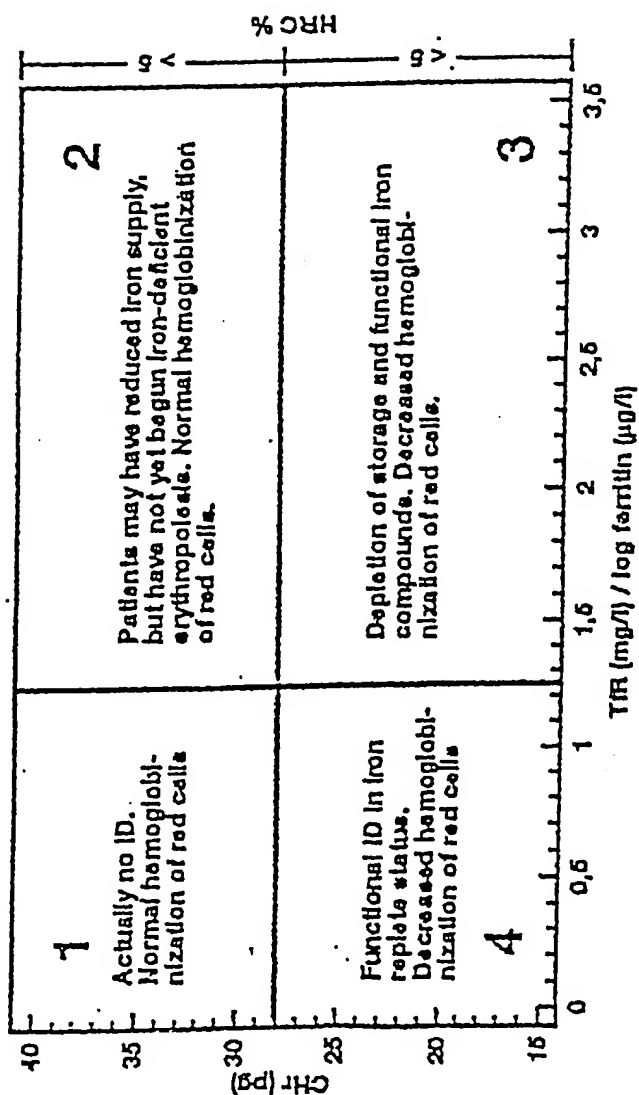 HRC %
< 5
> 5
1
Actually no ID.
Normal hemoglobi-
nization of red cells
2
Patients may have reduced iron supply,
but have not yet begun iron-deficient
erythropoiesis. Normal hemoglobinization
of red cells.
Functional ID in iron
replete status.
Decreased hemoglobi-
nization of red cells
4
Depletion of storage and functional iron
compounds. Decreased hemoglobi-
nization of red cells.
3
CHr (pg)
40
35
30
25
20
15
0
0,5
1
1,5
2
2,5
3
3,5
TfR (mg/l) / log ferritin (µg/l)